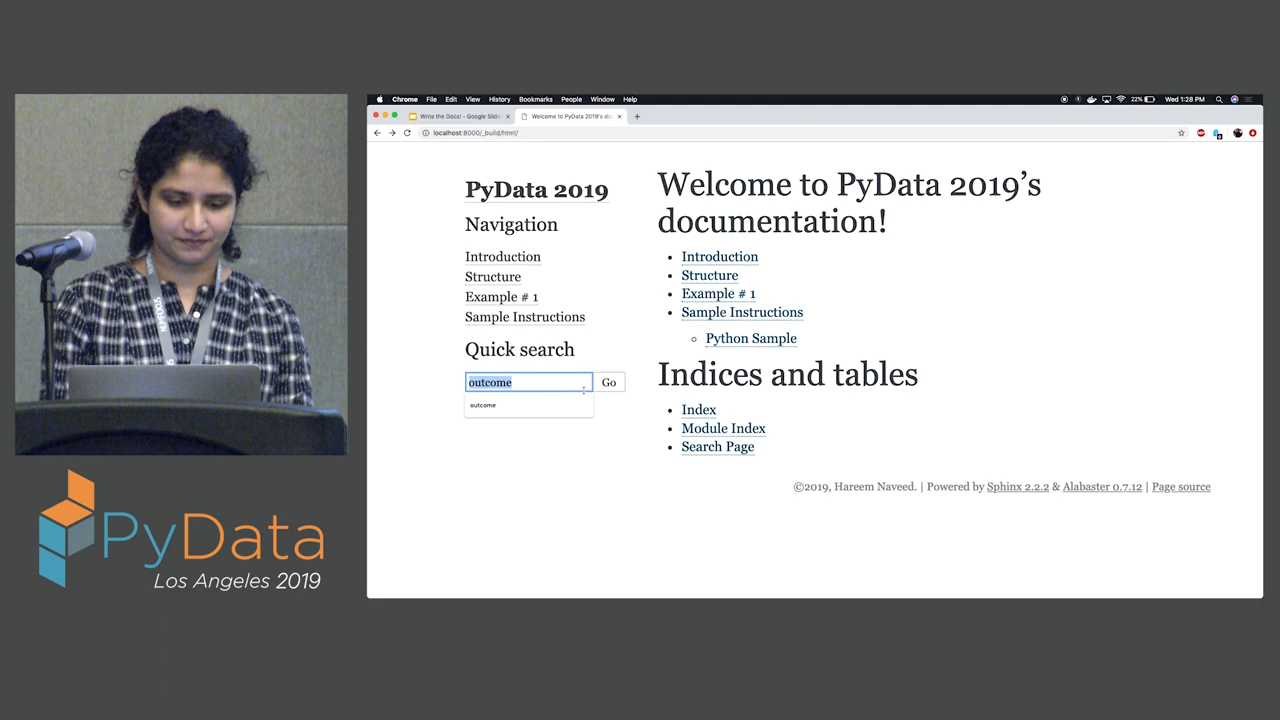 Chrome File Edit View History Bookmarks People Window Help
22% Wed 1:28 PM
Write the Docs! - Google Slide
Welcome to PyData 2019's do
localhost:8000/_build/html/
PyData 2019
Navigation
Introduction
Structure
Example # 1
Sample Instructions
Quick search
outcome Go
outcome
Welcome to PyData 2019’s
documentation!
Introduction
Structure
Example # 1
Sample Instructions
Python Sample
Indices and tables
Index
Module Index
Search Page
©2019, Hareem Naveed. | Powered by Sphinx 2.2.2 & Alabaster 0.7.12 | Page source
PyData
Los Angeles 2019